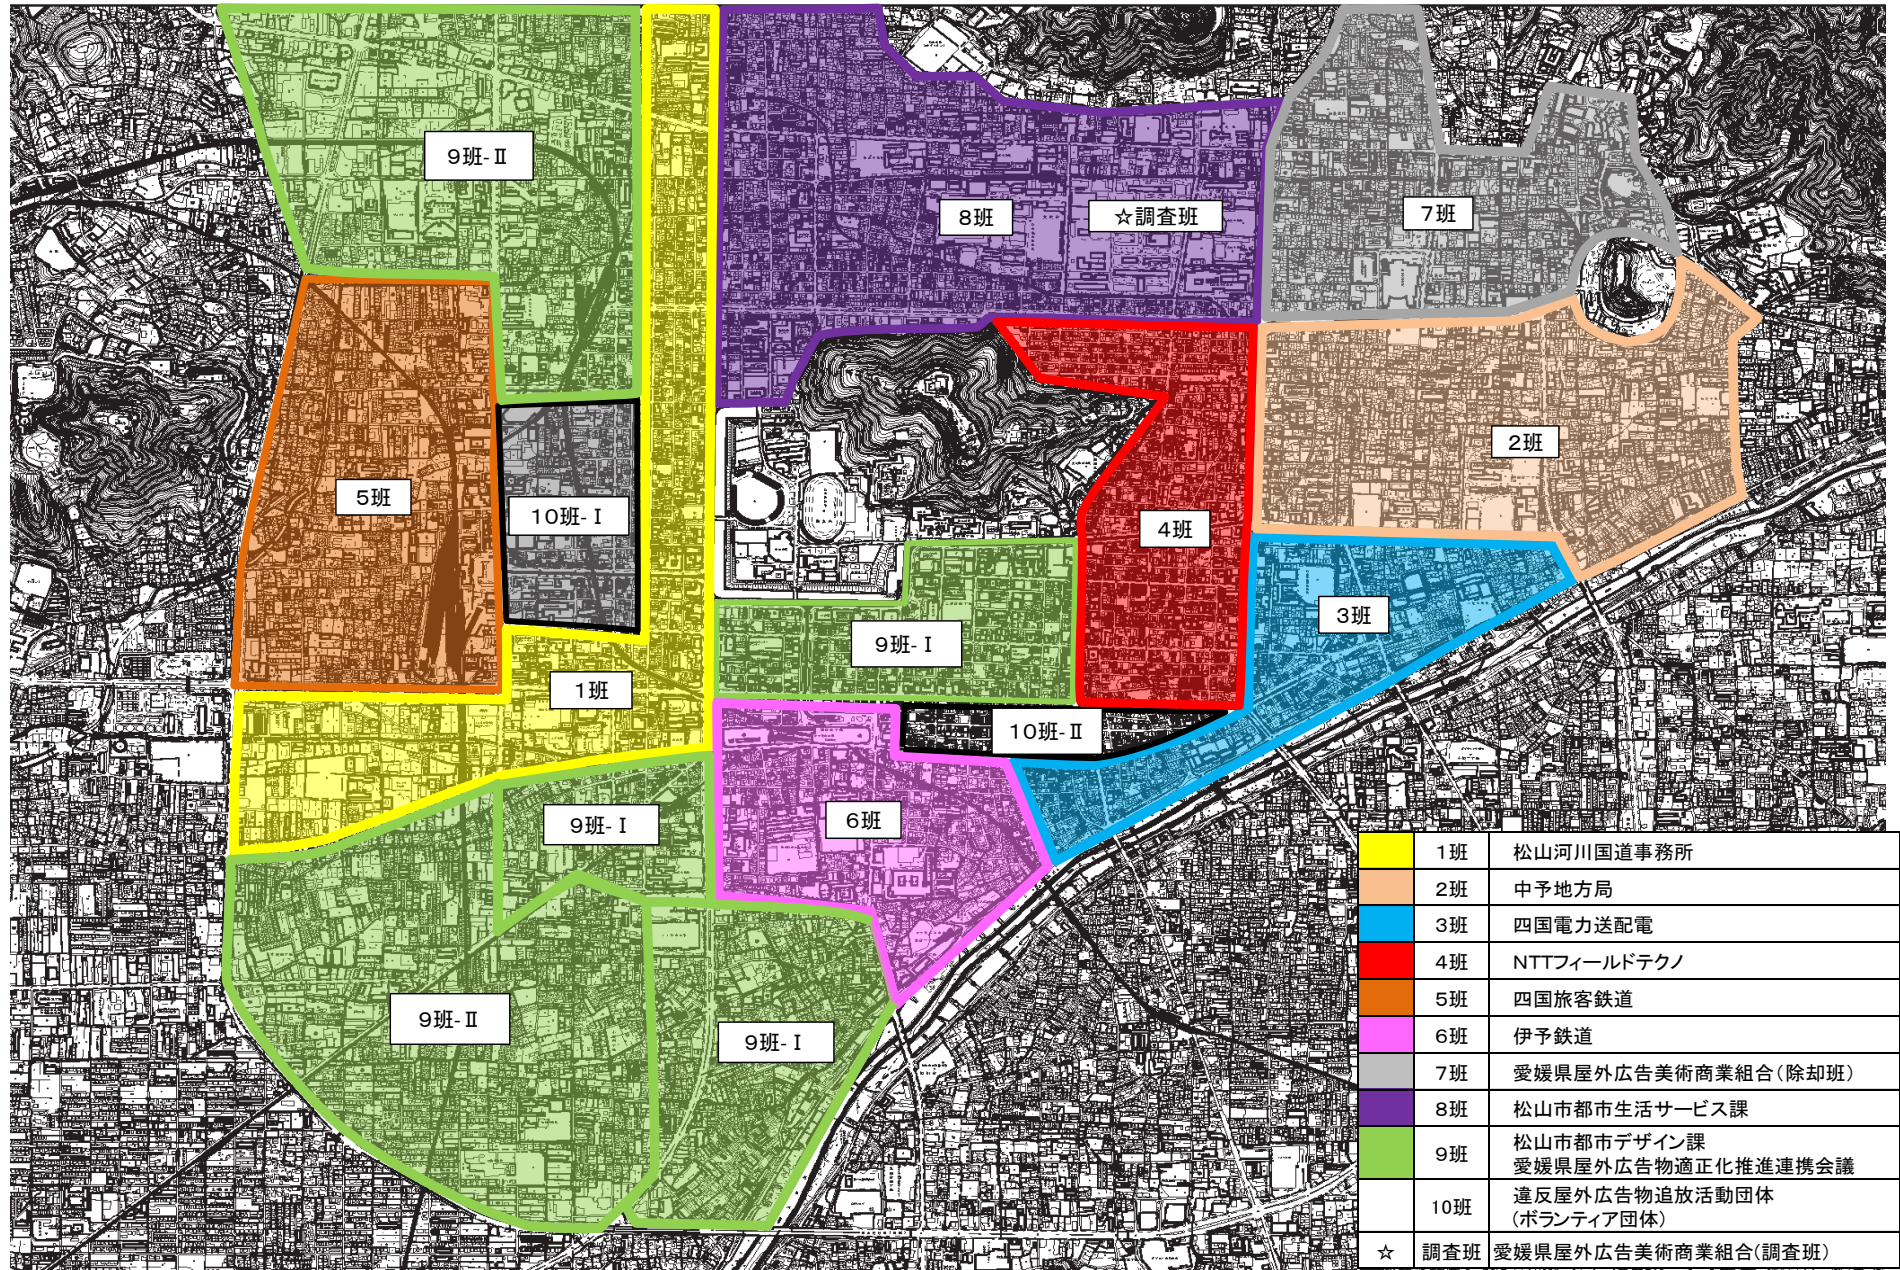 9班-Ⅱ
8班
☆調査班
7班
5班
10班-Ⅰ
4班
2班
3班
9班-Ⅰ
1班
10班-Ⅱ
9班-Ⅰ
6班
9班-Ⅱ
9班-Ⅰ
1班 松山河川国道事務所
2班 中予地方局
3班 四国電力送配電
4班 NTTフィールドテクノ
5班 四国旅客鉄道
6班 伊予鉄道
7班 愛媛県屋外広告美術商業組合(除却班)
8班 松山市都市生活サービス課
9班 松山市都市デザイン課
愛媛県屋外広告物適正化推進連携会議
10班 違反屋外広告物追放活動団体
(ボランティア団体)
☆ 調査班 愛媛県屋外広告美術商業組合(調査班)